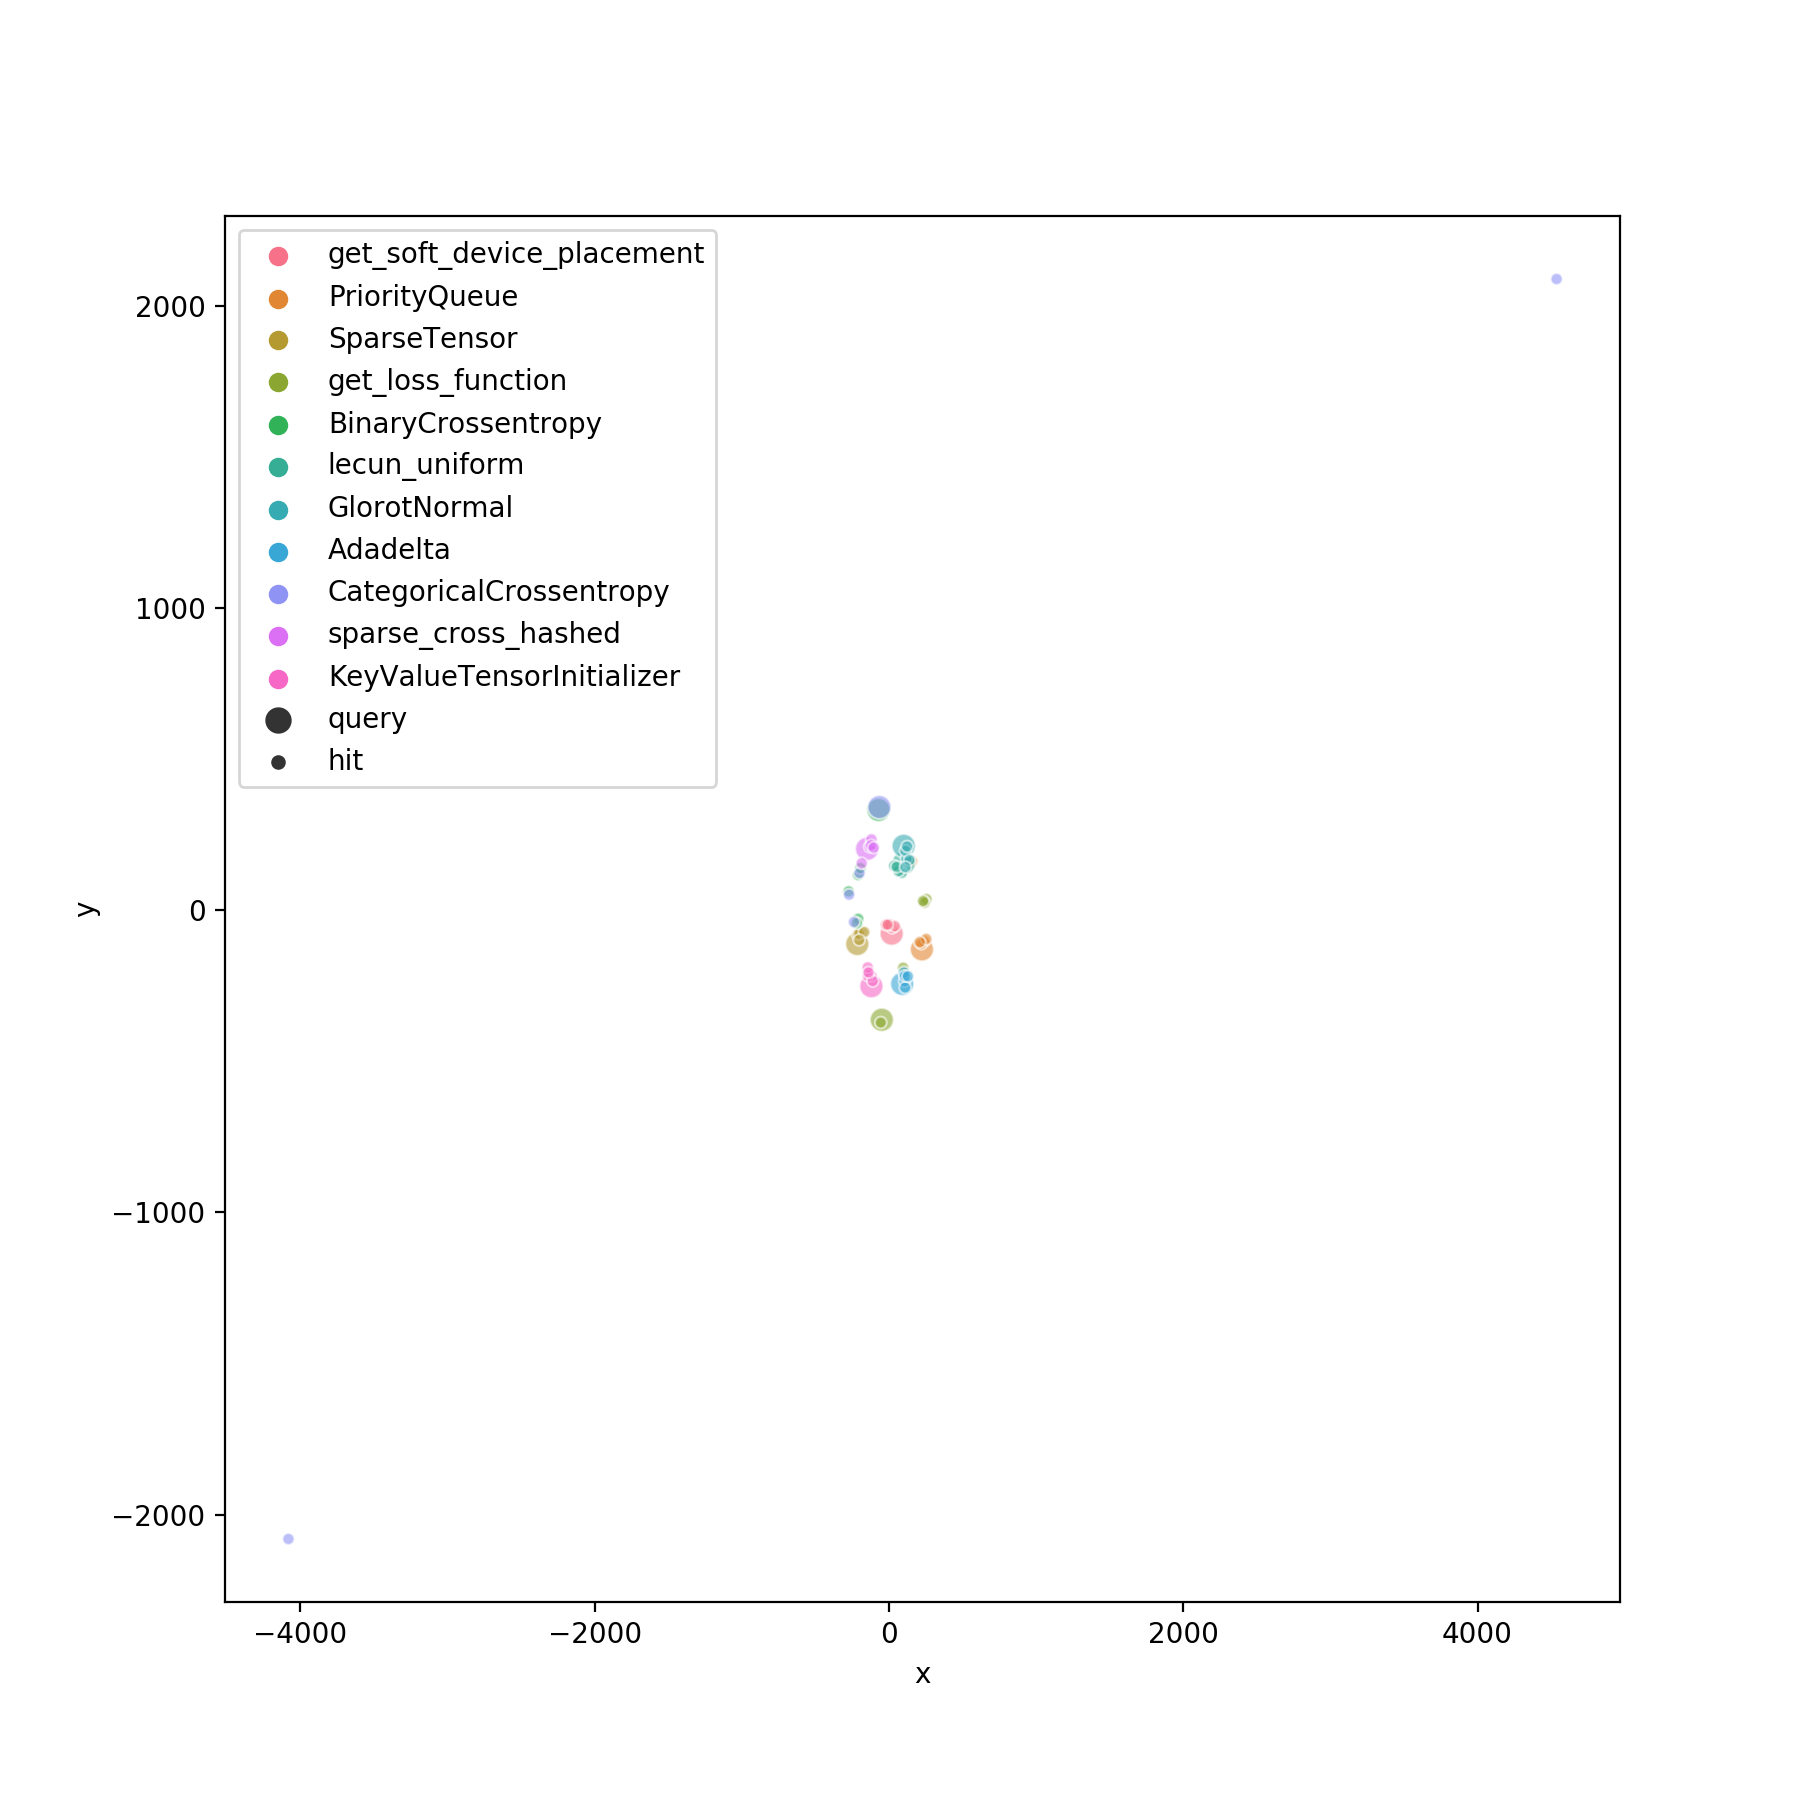 get_soft_device_placement
PriorityQueue
SparseTensor
get_loss_function
BinaryCrossentropy
lecun_uniform
GlorotNormal
Adadelta
CategoricalCrossentropy
sparse_cross_hashed
KeyValueTensorInitializer
query
hit
2000
1000
0
−1000
−2000
y
−4000 −2000 0 2000 4000
x